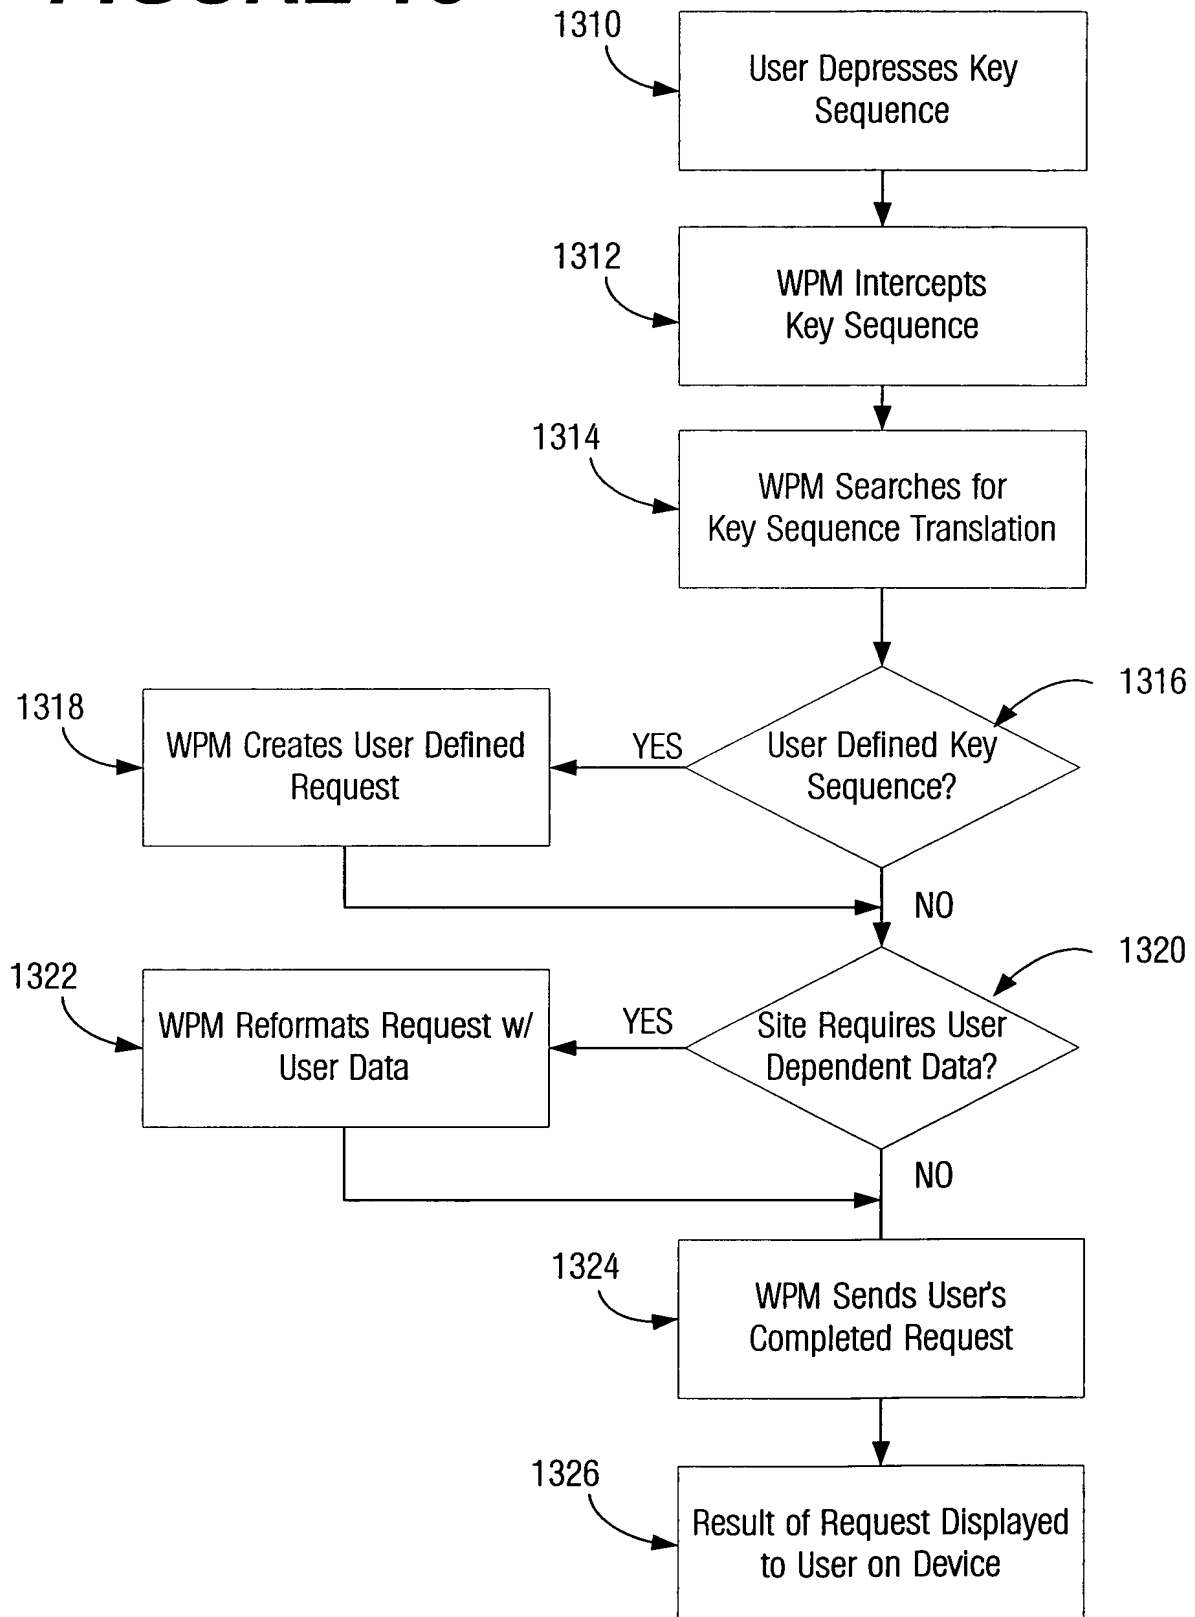 1310
User Depresses Key
Sequence
1312
WPM Intercepts
Key Sequence
1314
WPM Searches for
Key Sequence Translation
1316
User Defined Key
Sequence?
YES
1318
WPM Creates User Defined
Request
NO
1320
Site Requires User
Dependent Data?
YES
1322
WPM Reformats Request w/
User Data
NO
1324
WPM Sends User's
Completed Request
1326
Result of Request Displayed
to User on Device